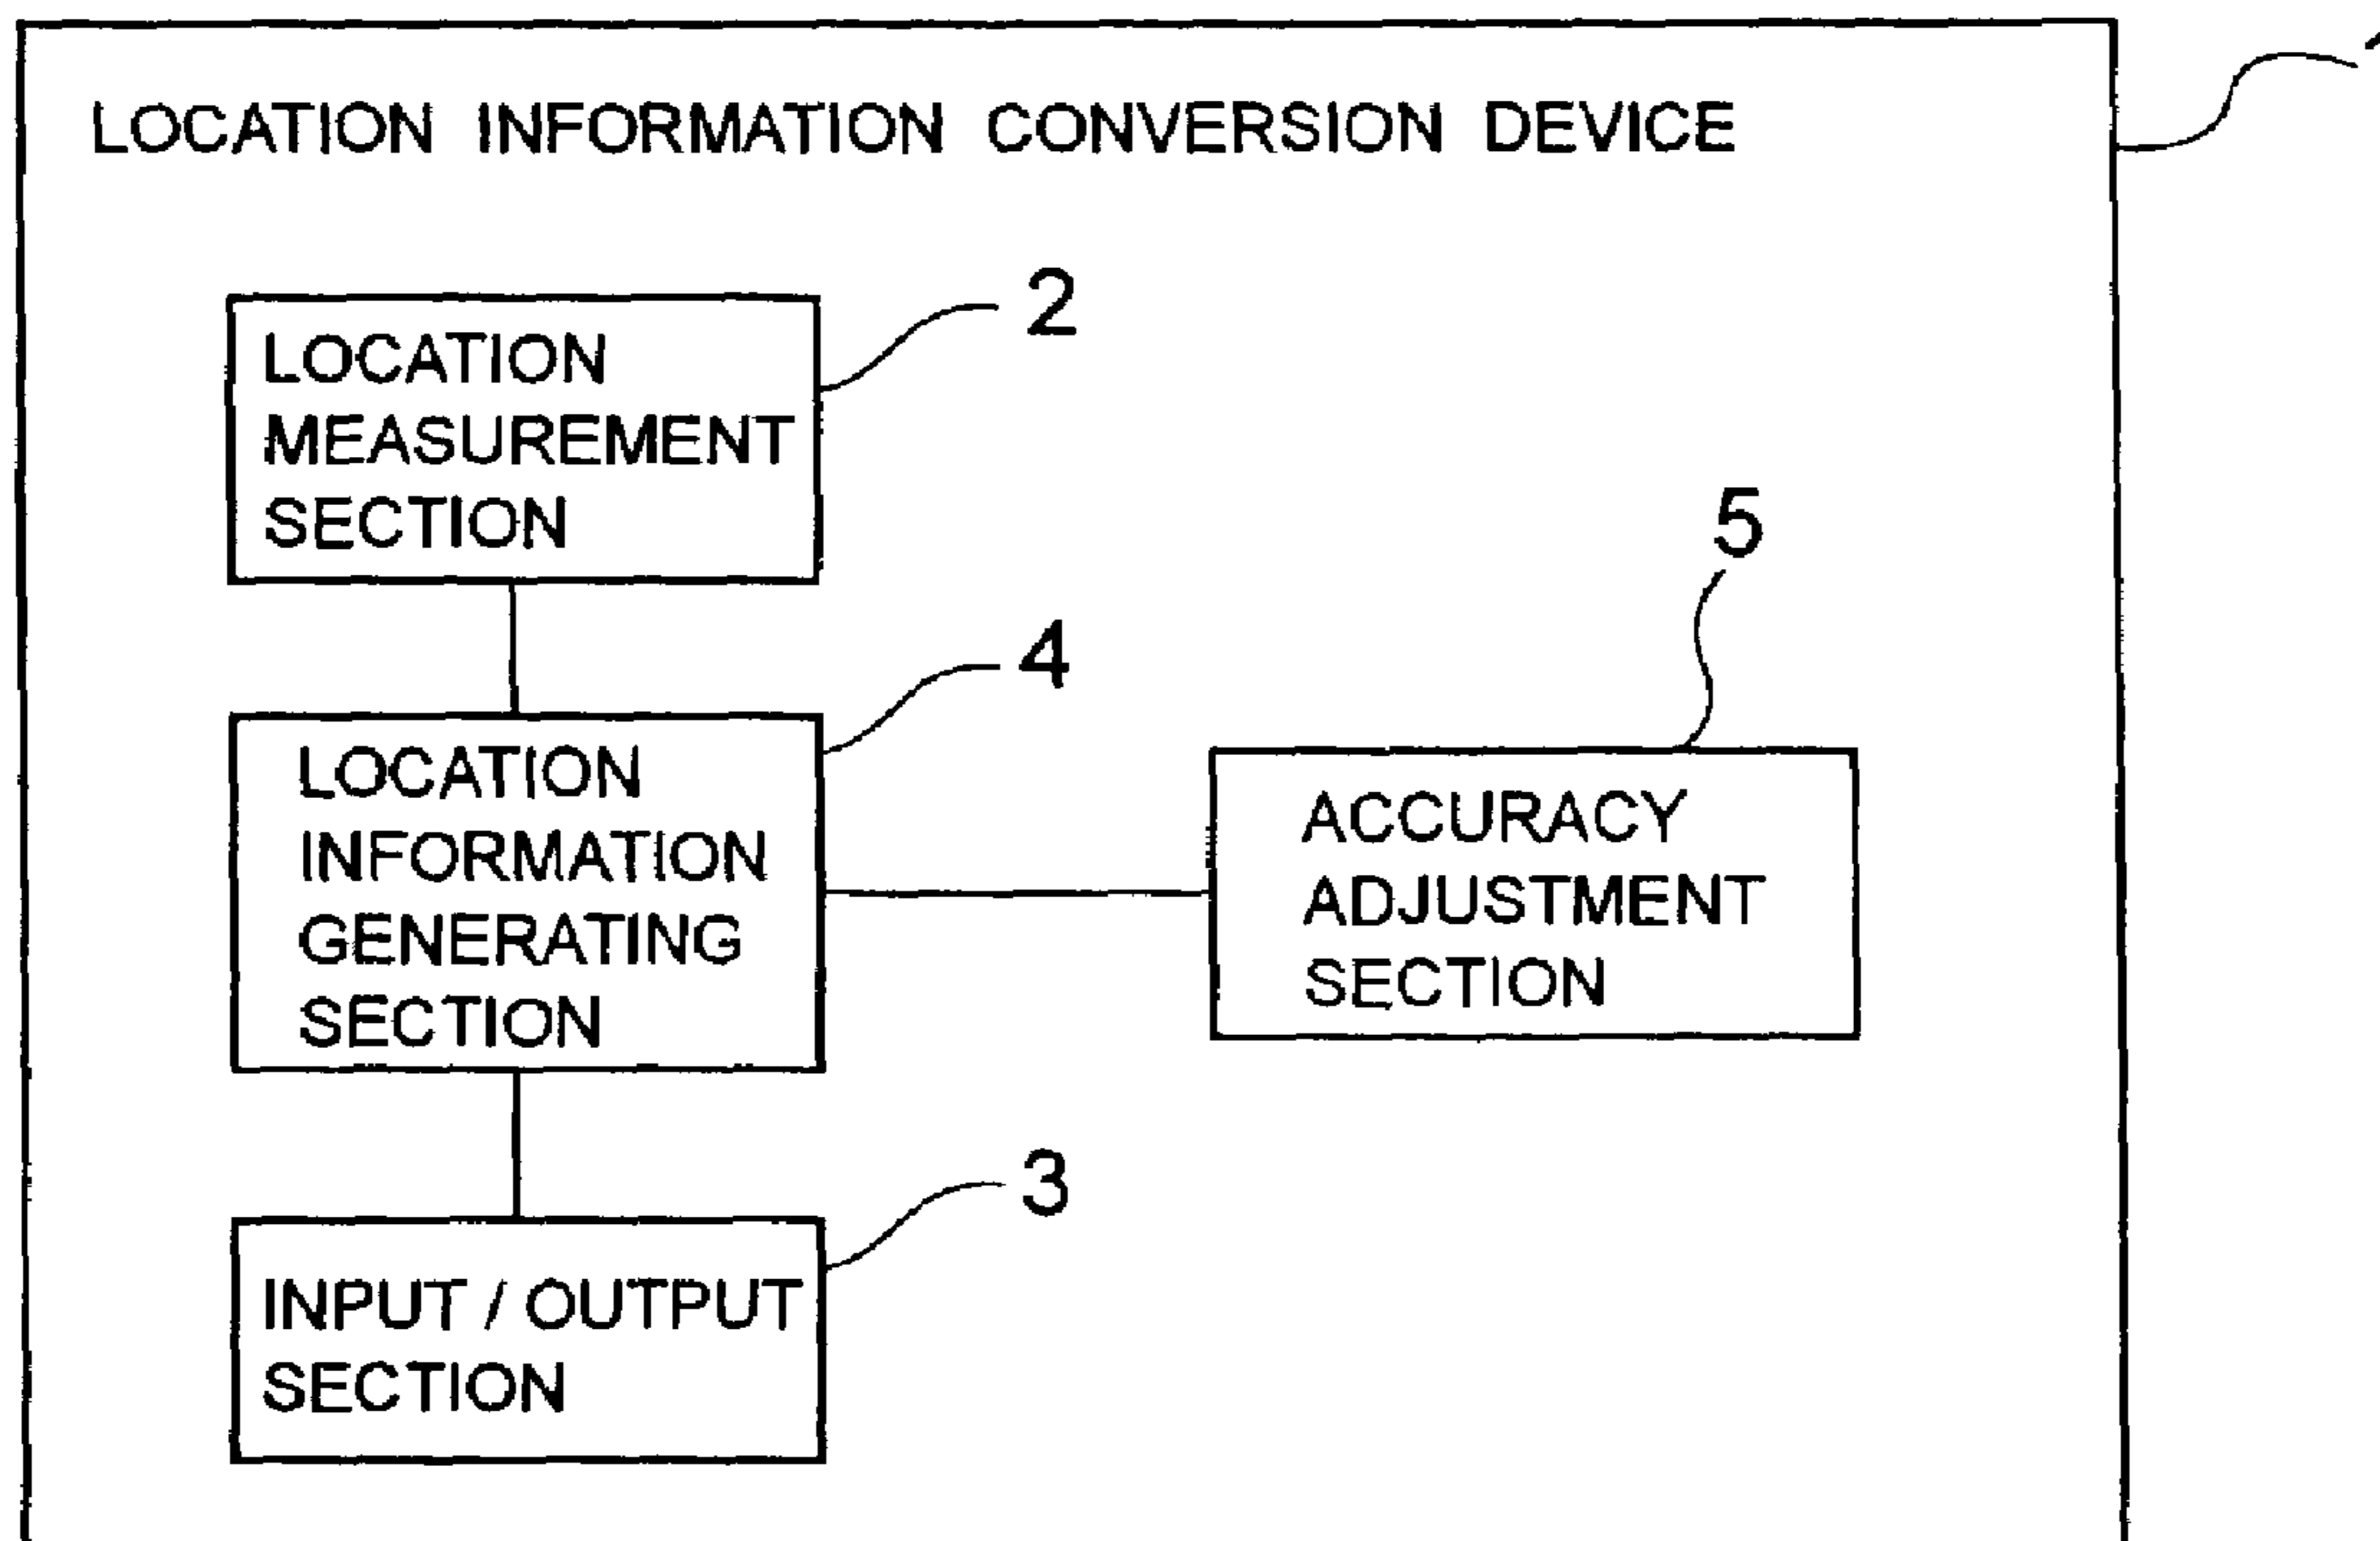 LOCATION INFORMATION CONVERSION DEVICE
2
LOCATION
MEASUREMENT
SECTION
5
4
LOCATION
INFORMATION
GENERATING
SECTION
ACCURACY
ADJUSTMENT
SECTION
3
INPUT / OUTPUT
SECTION